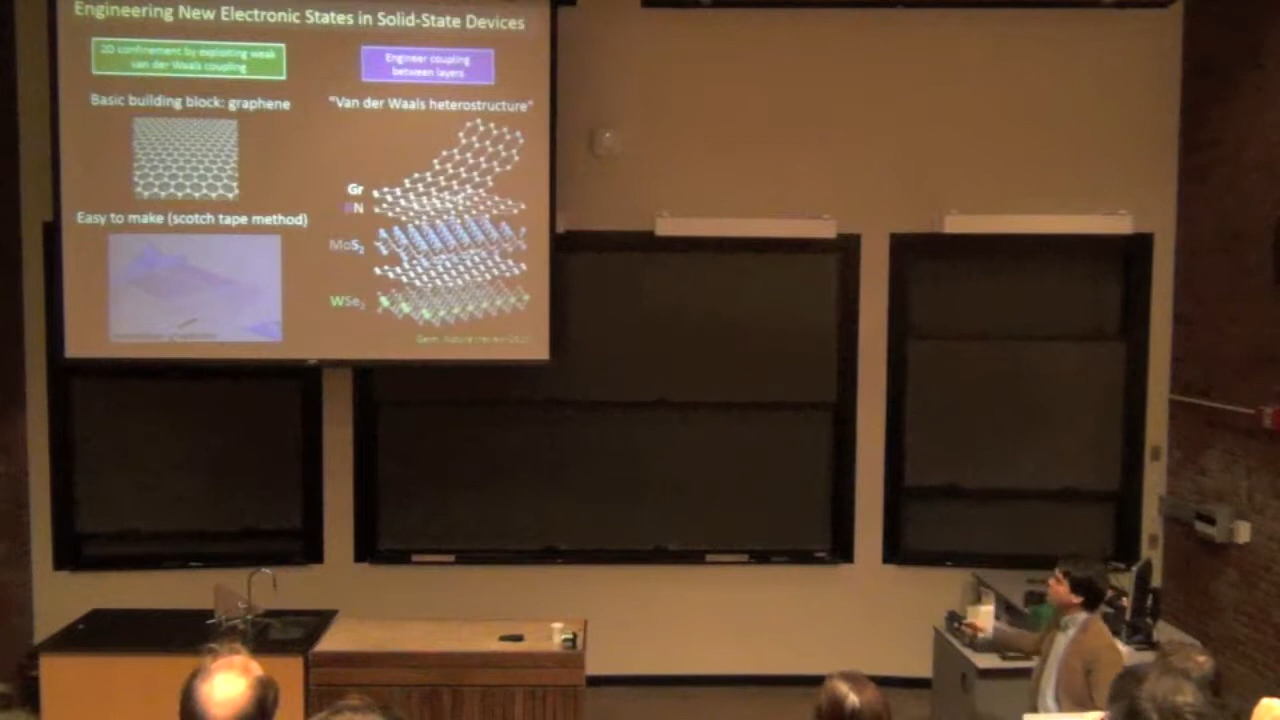 Engineering New Electronic States in Solid-State Devices
2D confinement by exploiting weak
van der Waals coupling
Engineer coupling
between layers
Basic building block: graphene
"Van der Waals heterostructure"
Gr
BN
Easy to make (scotch tape method)
MoS₂
WSe₂
Geim,